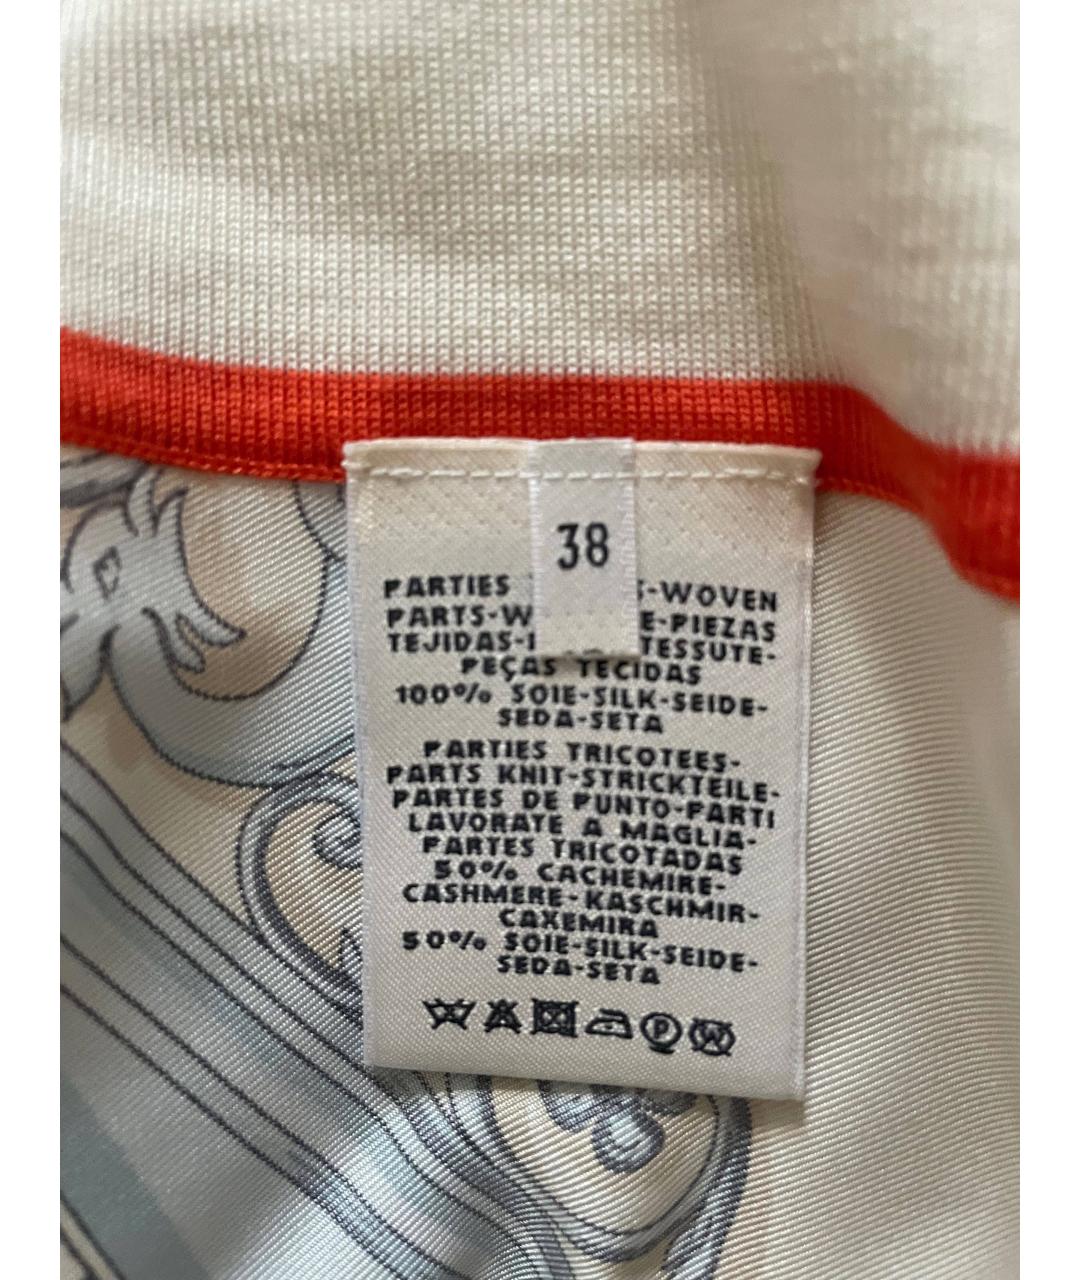 38
PARTIES S-WOVEN
PARTS-W E-PIEZAS
TEJIDAS- TESSUTE-
PEÇAS TECIDAS
100% SOIE-SILK-SEIDE-
SEDA-SETA
PARTIES TRICOTEES-
PARTS KNIT-STRICKTEILE-
PARTES DE PUNTO-PARTI
LAVORATE A MAGLIA-
PARTES TRICOTADAS
50% CACHEMIRE-
CASHMERE-KASCHMIR-
CAXEMIRA
50% SOIE-SILK-SEIDE-
SEDA-SETA
P W